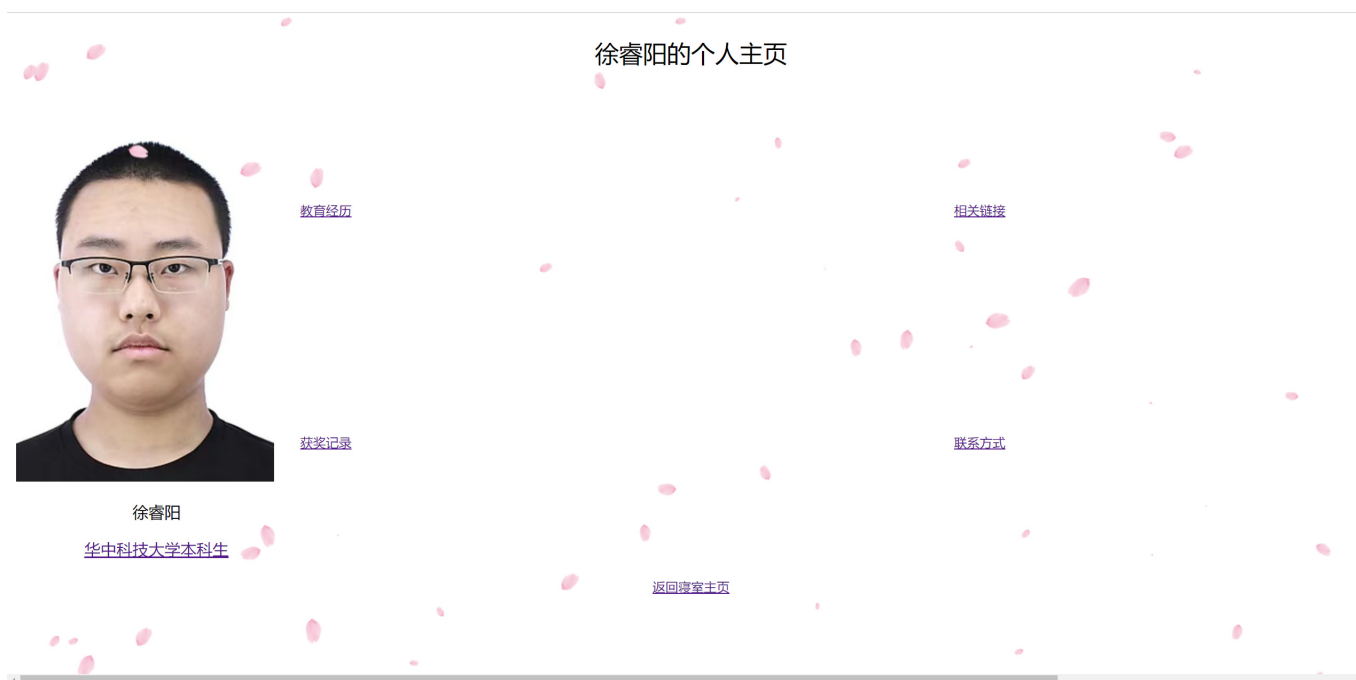 徐睿阳的个人主页
教育经历
相关链接
获奖记录
联系方式
徐睿阳
华中科技大学本科生
返回寝室主页